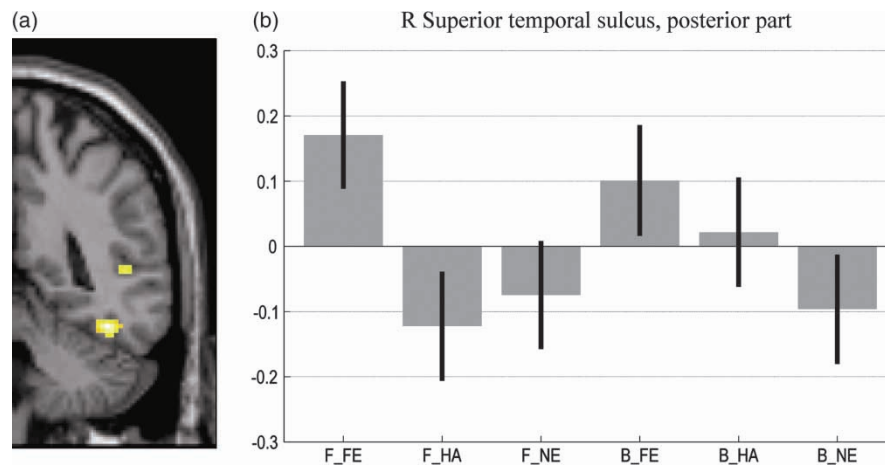 (a)
(b) R Superior temporal sulcus, posterior part
0.3
0.2
0.1
0
-0.1
-0.2
-0.3
F_FE F_HA F_NE B_FE B_HA B_NE